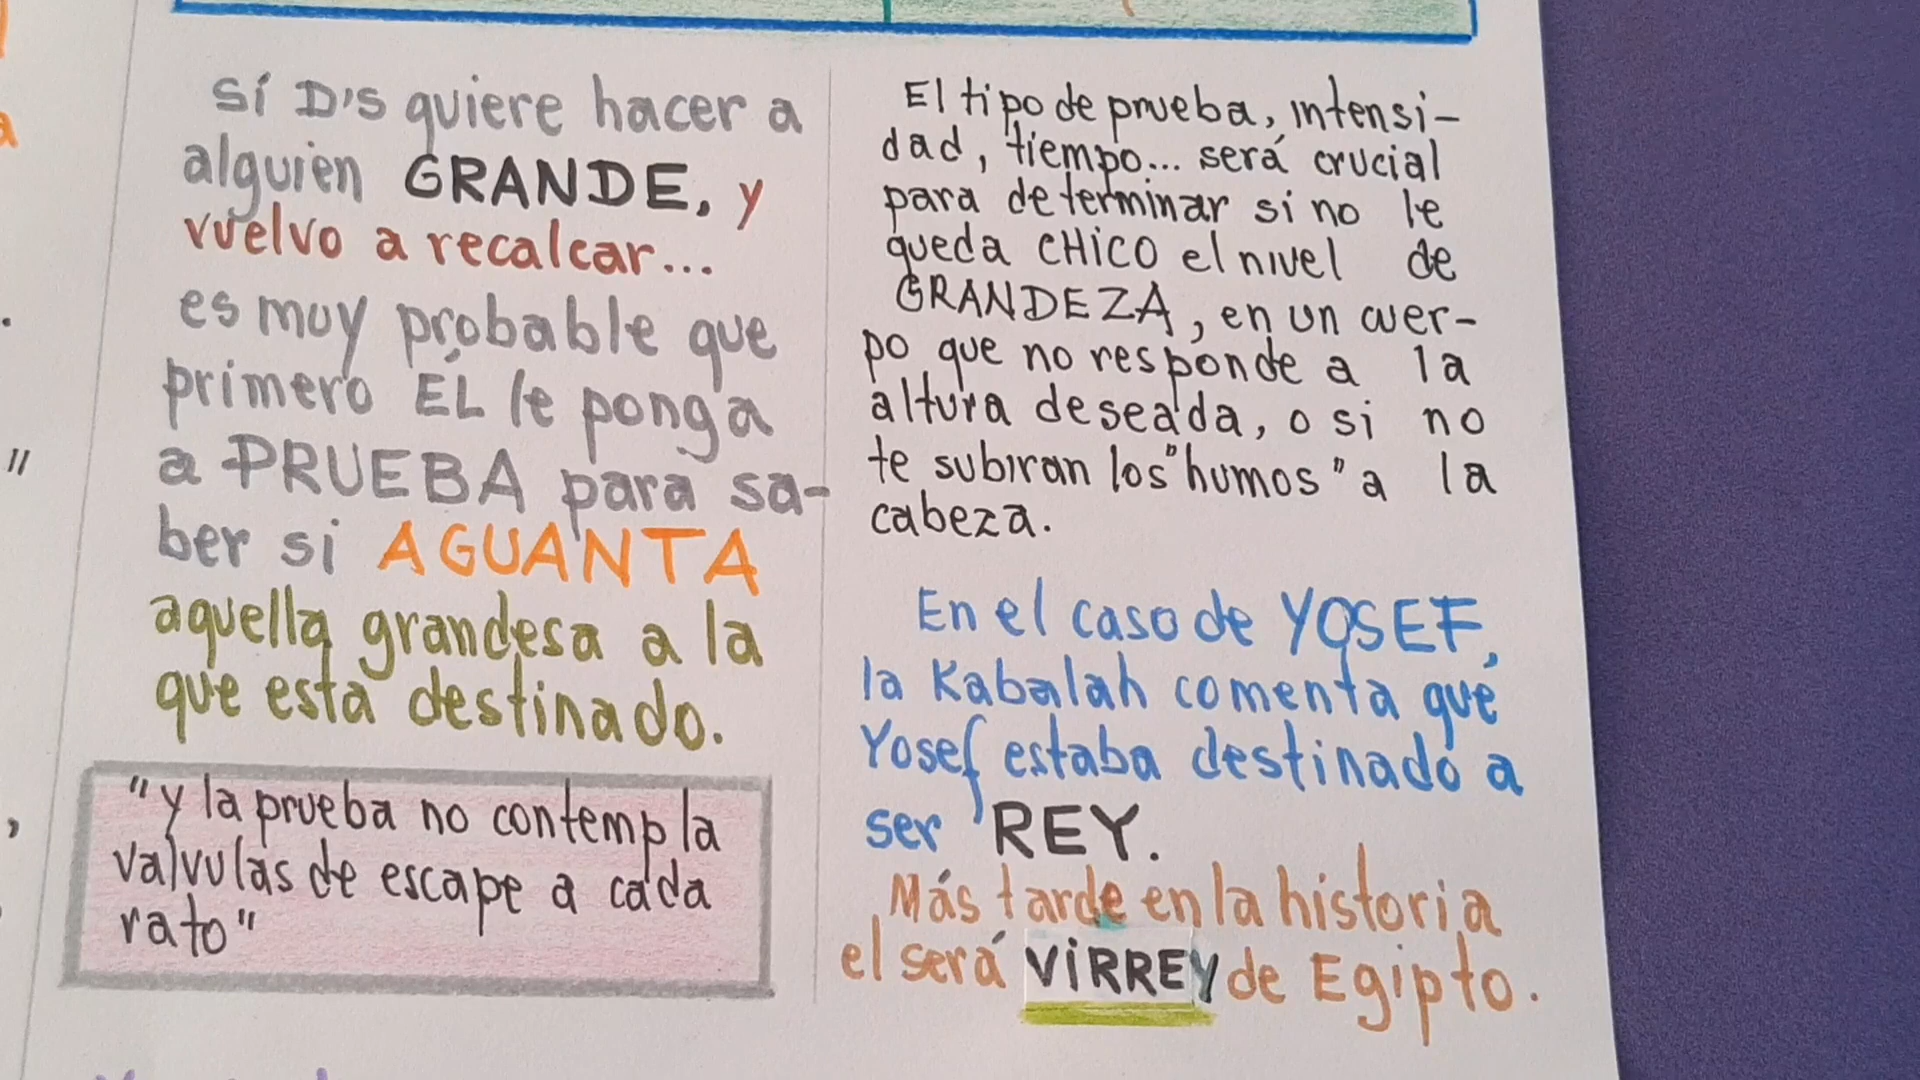 sí D's quiere hacer a
alguien GRANDE, y
vuelvo a recalcar...
es muy probable que
primero ÉL le ponga
a PRUEBA para sa-
ber si AGUANTA
aquella grandesa a la
que está destinado.
"y la prueba no contempla
valvulas de escape a cada
rato"
El tipo de prueba, intensi-
dad, tiempo... será crucial
para determinar si no le
queda CHiCO el nivel de
GRANDEZA, en un cuer-
po que no responde a la
altura deseada, o si no
te subiran los "humos" a la
cabeza.
En el caso de YOSEF,
la Kabalah comenta que
Yosef estaba destinado a
ser REY.
Más tarde en la historia
el será ViRREY de Egipto.